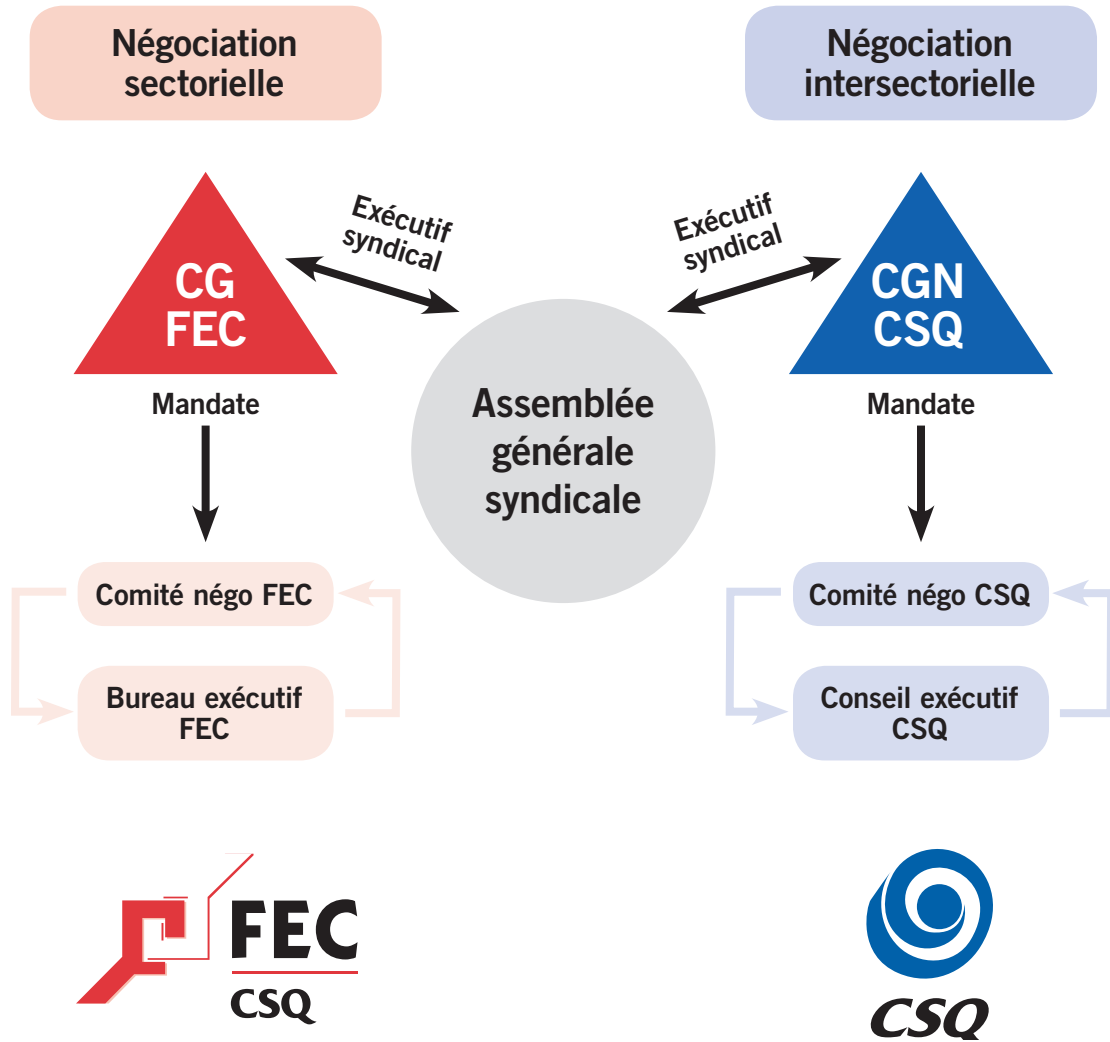 Négociation
sectorielle
Négociation
intersectorielle
Exécutif
syndical
Exécutif
syndical
CG
FEC
CGN
CSQ
Assemblée
générale
syndicale
Mandate
Mandate
Comité négo FEC
Comité négo CSQ
Bureau exécutif
FEC
Conseil exécutif
CSQ
FEC
CSQ
CSQ